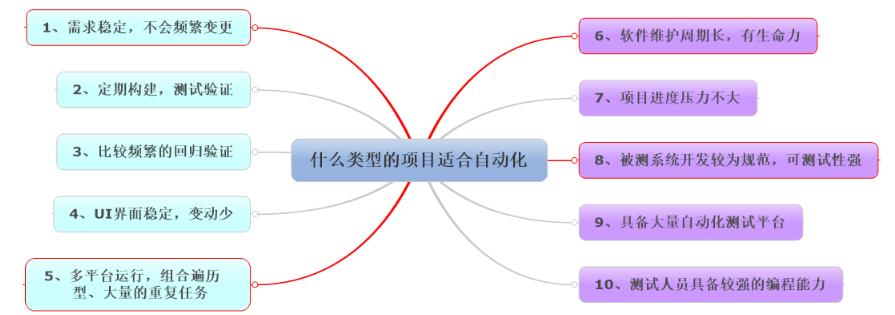 1、需求稳定，不会频繁变更
2、定期构建，测试验证
3、比较频繁的回归验证
4、UI界面稳定，变动少
5、多平台运行，组合遍历
型、大量的重复任务
什么类型的项目适合自动化
6、软件维护周期长，有生命力
7、项目进度压力不大
8、被测系统开发较为规范，可测试性强
9、具备大量自动化测试平台
10、测试人员具备较强的编程能力